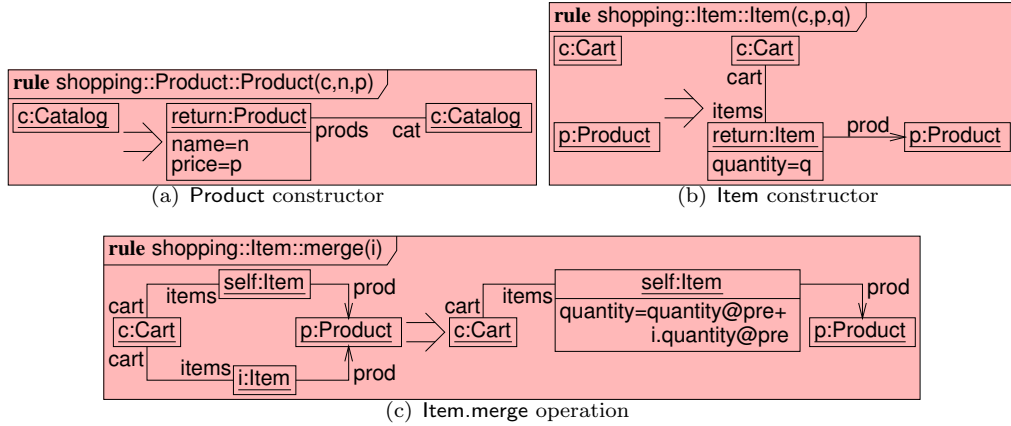 rule shopping::Product::Product(c,n,p)
c:Catalog
return:Product
name=n
price=p
prods
cat
c:Catalog
(a) Product constructor
rule shopping::Item::Item(c,p,q)
c:Cart
c:Cart
cart
items
p:Product
return:Item
quantity=q
prod
p:Product
(b) Item constructor
rule shopping::Item::merge(i)
self:Item
cart
items
prod
c:Cart
p:Product
cart
items
i:Item
prod
self:Item
cart
items
quantity=quantity@pre+
i.quantity@pre
prod
c:Cart
p:Product
(c) Item.merge operation